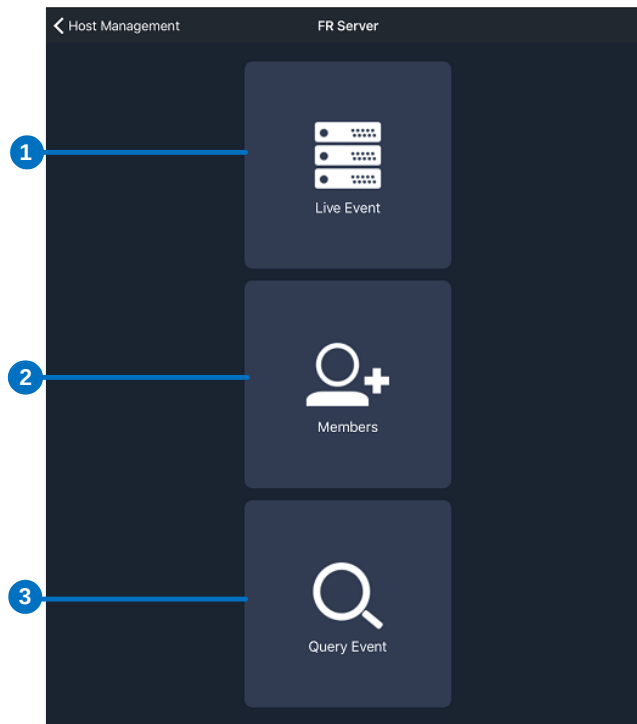 Host Management
FR Server
1
Live Event
2
Members
3
Query Event